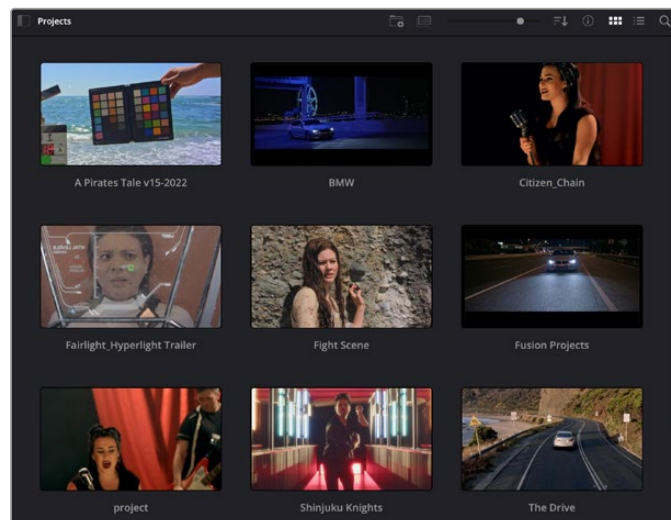 Projects
A Pirates Tale v15-2022
BMW
Citizen_Chain
Fairlight_Hyperlight Trailer
Fight Scene
Fusion Projects
project
Shinjuku Knights
The Drive